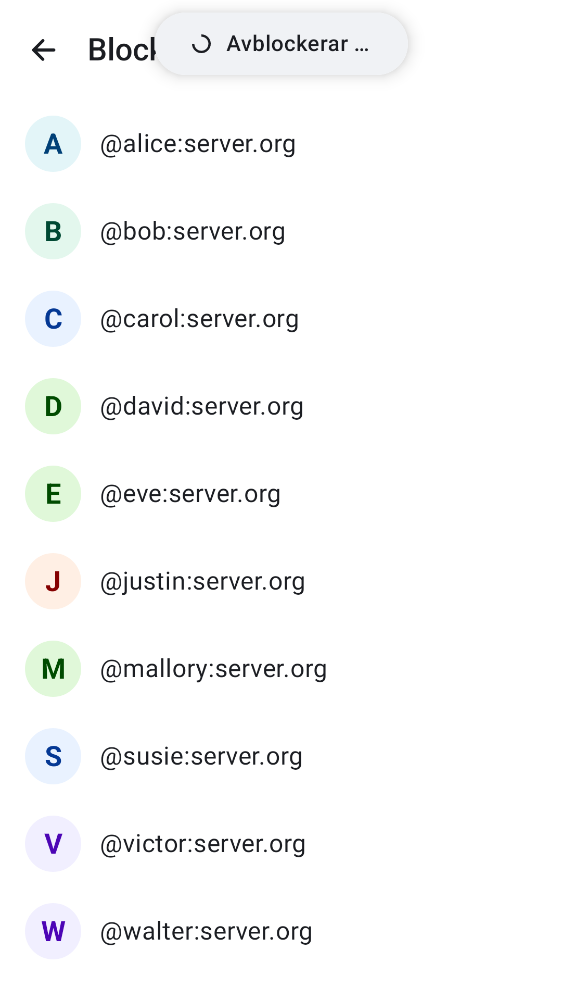 Block
Avblockerar …
A @alice:server.org
B @bob:server.org
C @carol:server.org
D @david:server.org
E @eve:server.org
J @justin:server.org
M @mallory:server.org
S @susie:server.org
V @victor:server.org
W @walter:server.org